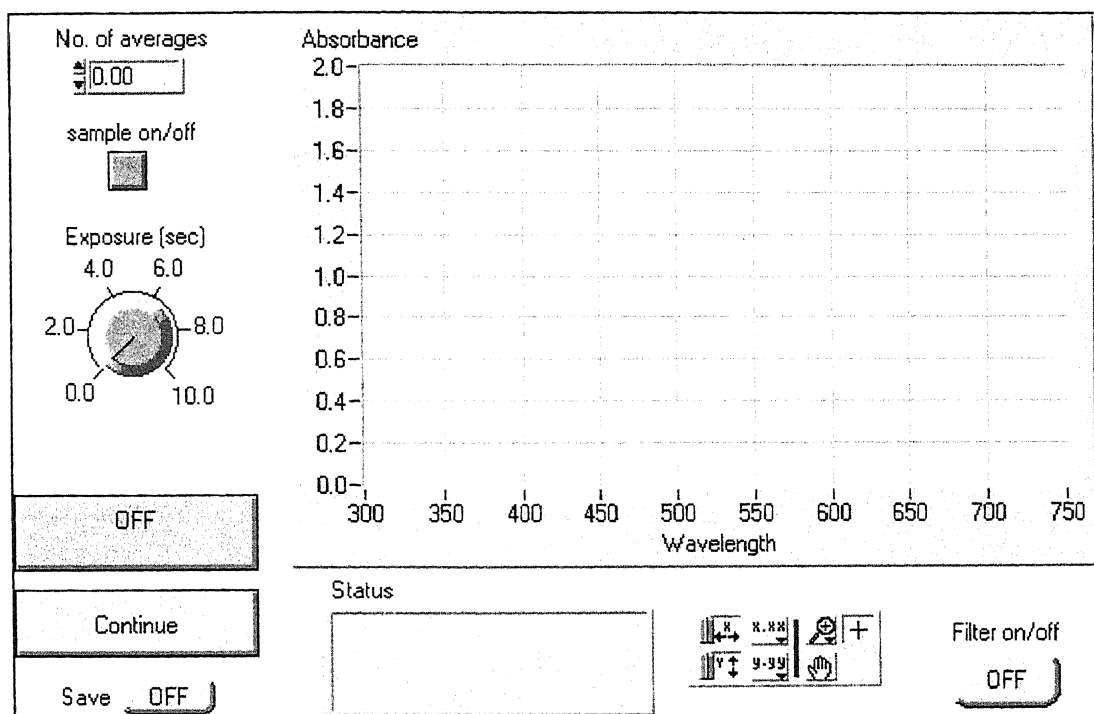 No. of averages
0.00
sample on/off
Exposure (sec)
4.0 6.0
2.0 8.0
0.0 10.0
OFF
Continue
Save OFF
Absorbance
2.0
1.8
1.6
1.4
1.2
1.0
0.8
0.6
0.4
0.2
0.0
300 350 400 450 500 550 600 650 700 750
Wavelength
Status
X x.xx
Y y.yy
Filter on/off
OFF